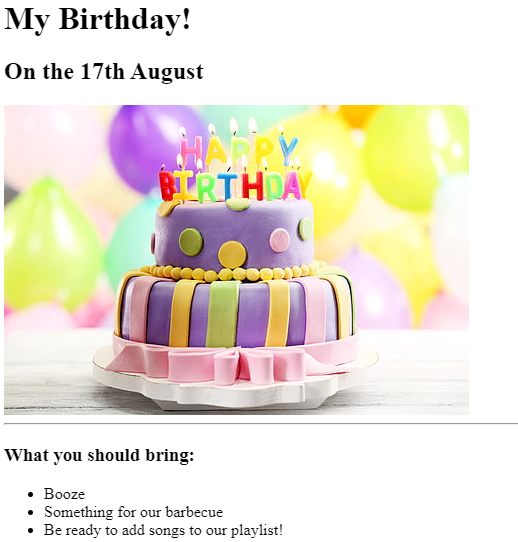 My Birthday!
On the 17th August
HAPPY
BIRTHDAY
What you should bring:
Booze
Something for our barbecue
Be ready to add songs to our playlist!